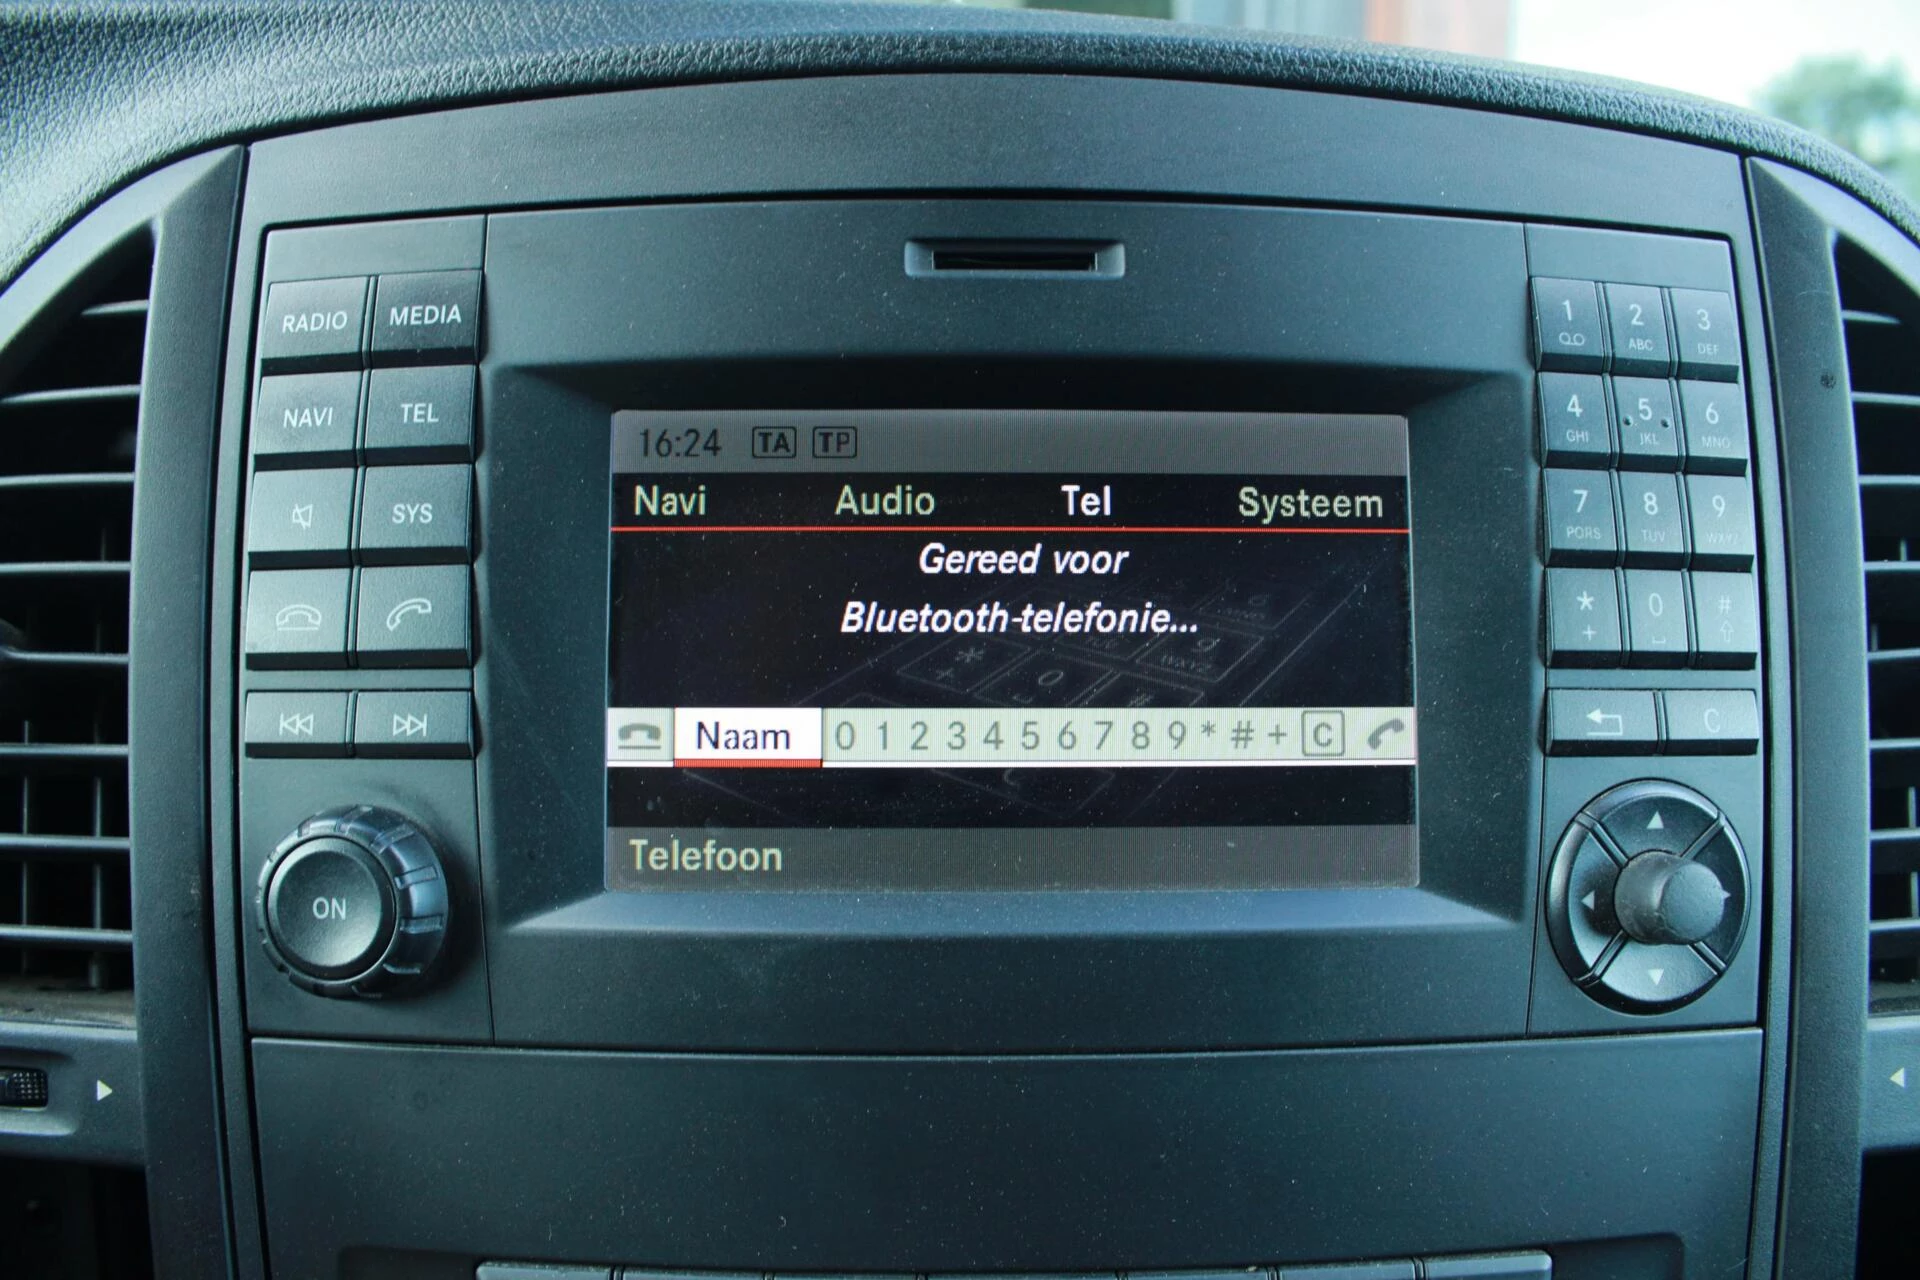 RADIO MEDIA
NAVI TEL
SYS
ON
16:24 TA TP
Navi Audio Tel Systeem
Gereed voor
Bluetooth-telefonie...
Naam 0 1 2 3 4 5 6 7 8 9 * # + C
Telefoon
1 2 3
ABC DEF
4 5 6
GHI JKL MNO
7 8 9
PQRS TUV WXYZ
* 0 #
+
C